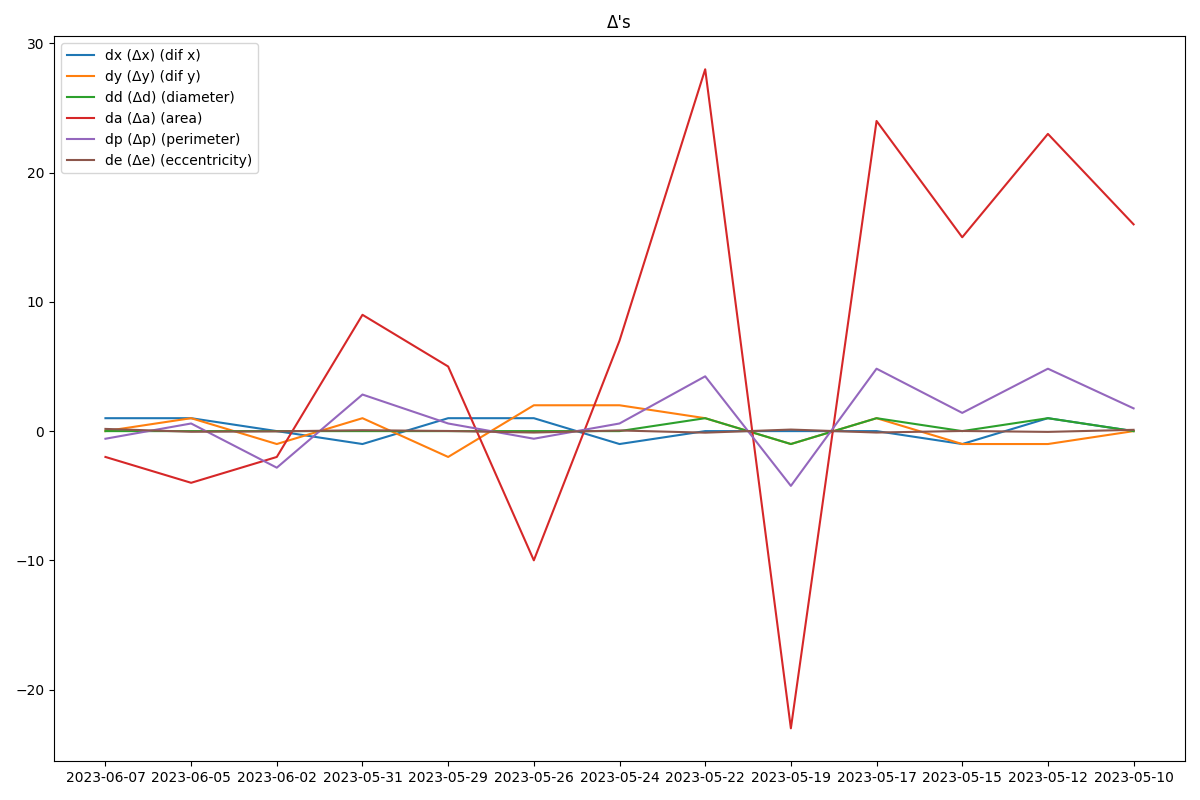 Δ's
30
20
10
0
−10
−20
dx (Δx) (dif x)
dy (Δy) (dif y)
dd (Δd) (diameter)
da (Δa) (area)
dp (Δp) (perimeter)
de (Δe) (eccentricity)
2023-06-07 2023-06-05 2023-06-02 2023-05-31 2023-05-29 2023-05-26 2023-05-24 2023-05-22 2023-05-19 2023-05-17 2023-05-15 2023-05-12 2023-05-10